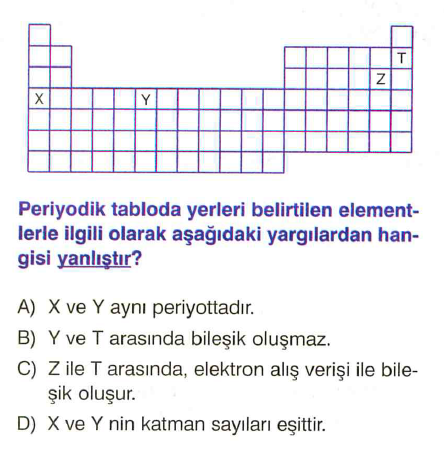 T
Z
X Y
Periyodik tabloda yerleri belirtilen element-
lerle ilgili olarak aşağıdaki yargılardan han-
gisi yanlıştır?
A) X ve Y aynı periyottadır.
B) Y ve T arasında bileşik oluşmaz.
C) Z ile T arasında, elektron alış verişi ile bile-
şik oluşur.
D) X ve Y nin katman sayıları eşittir.